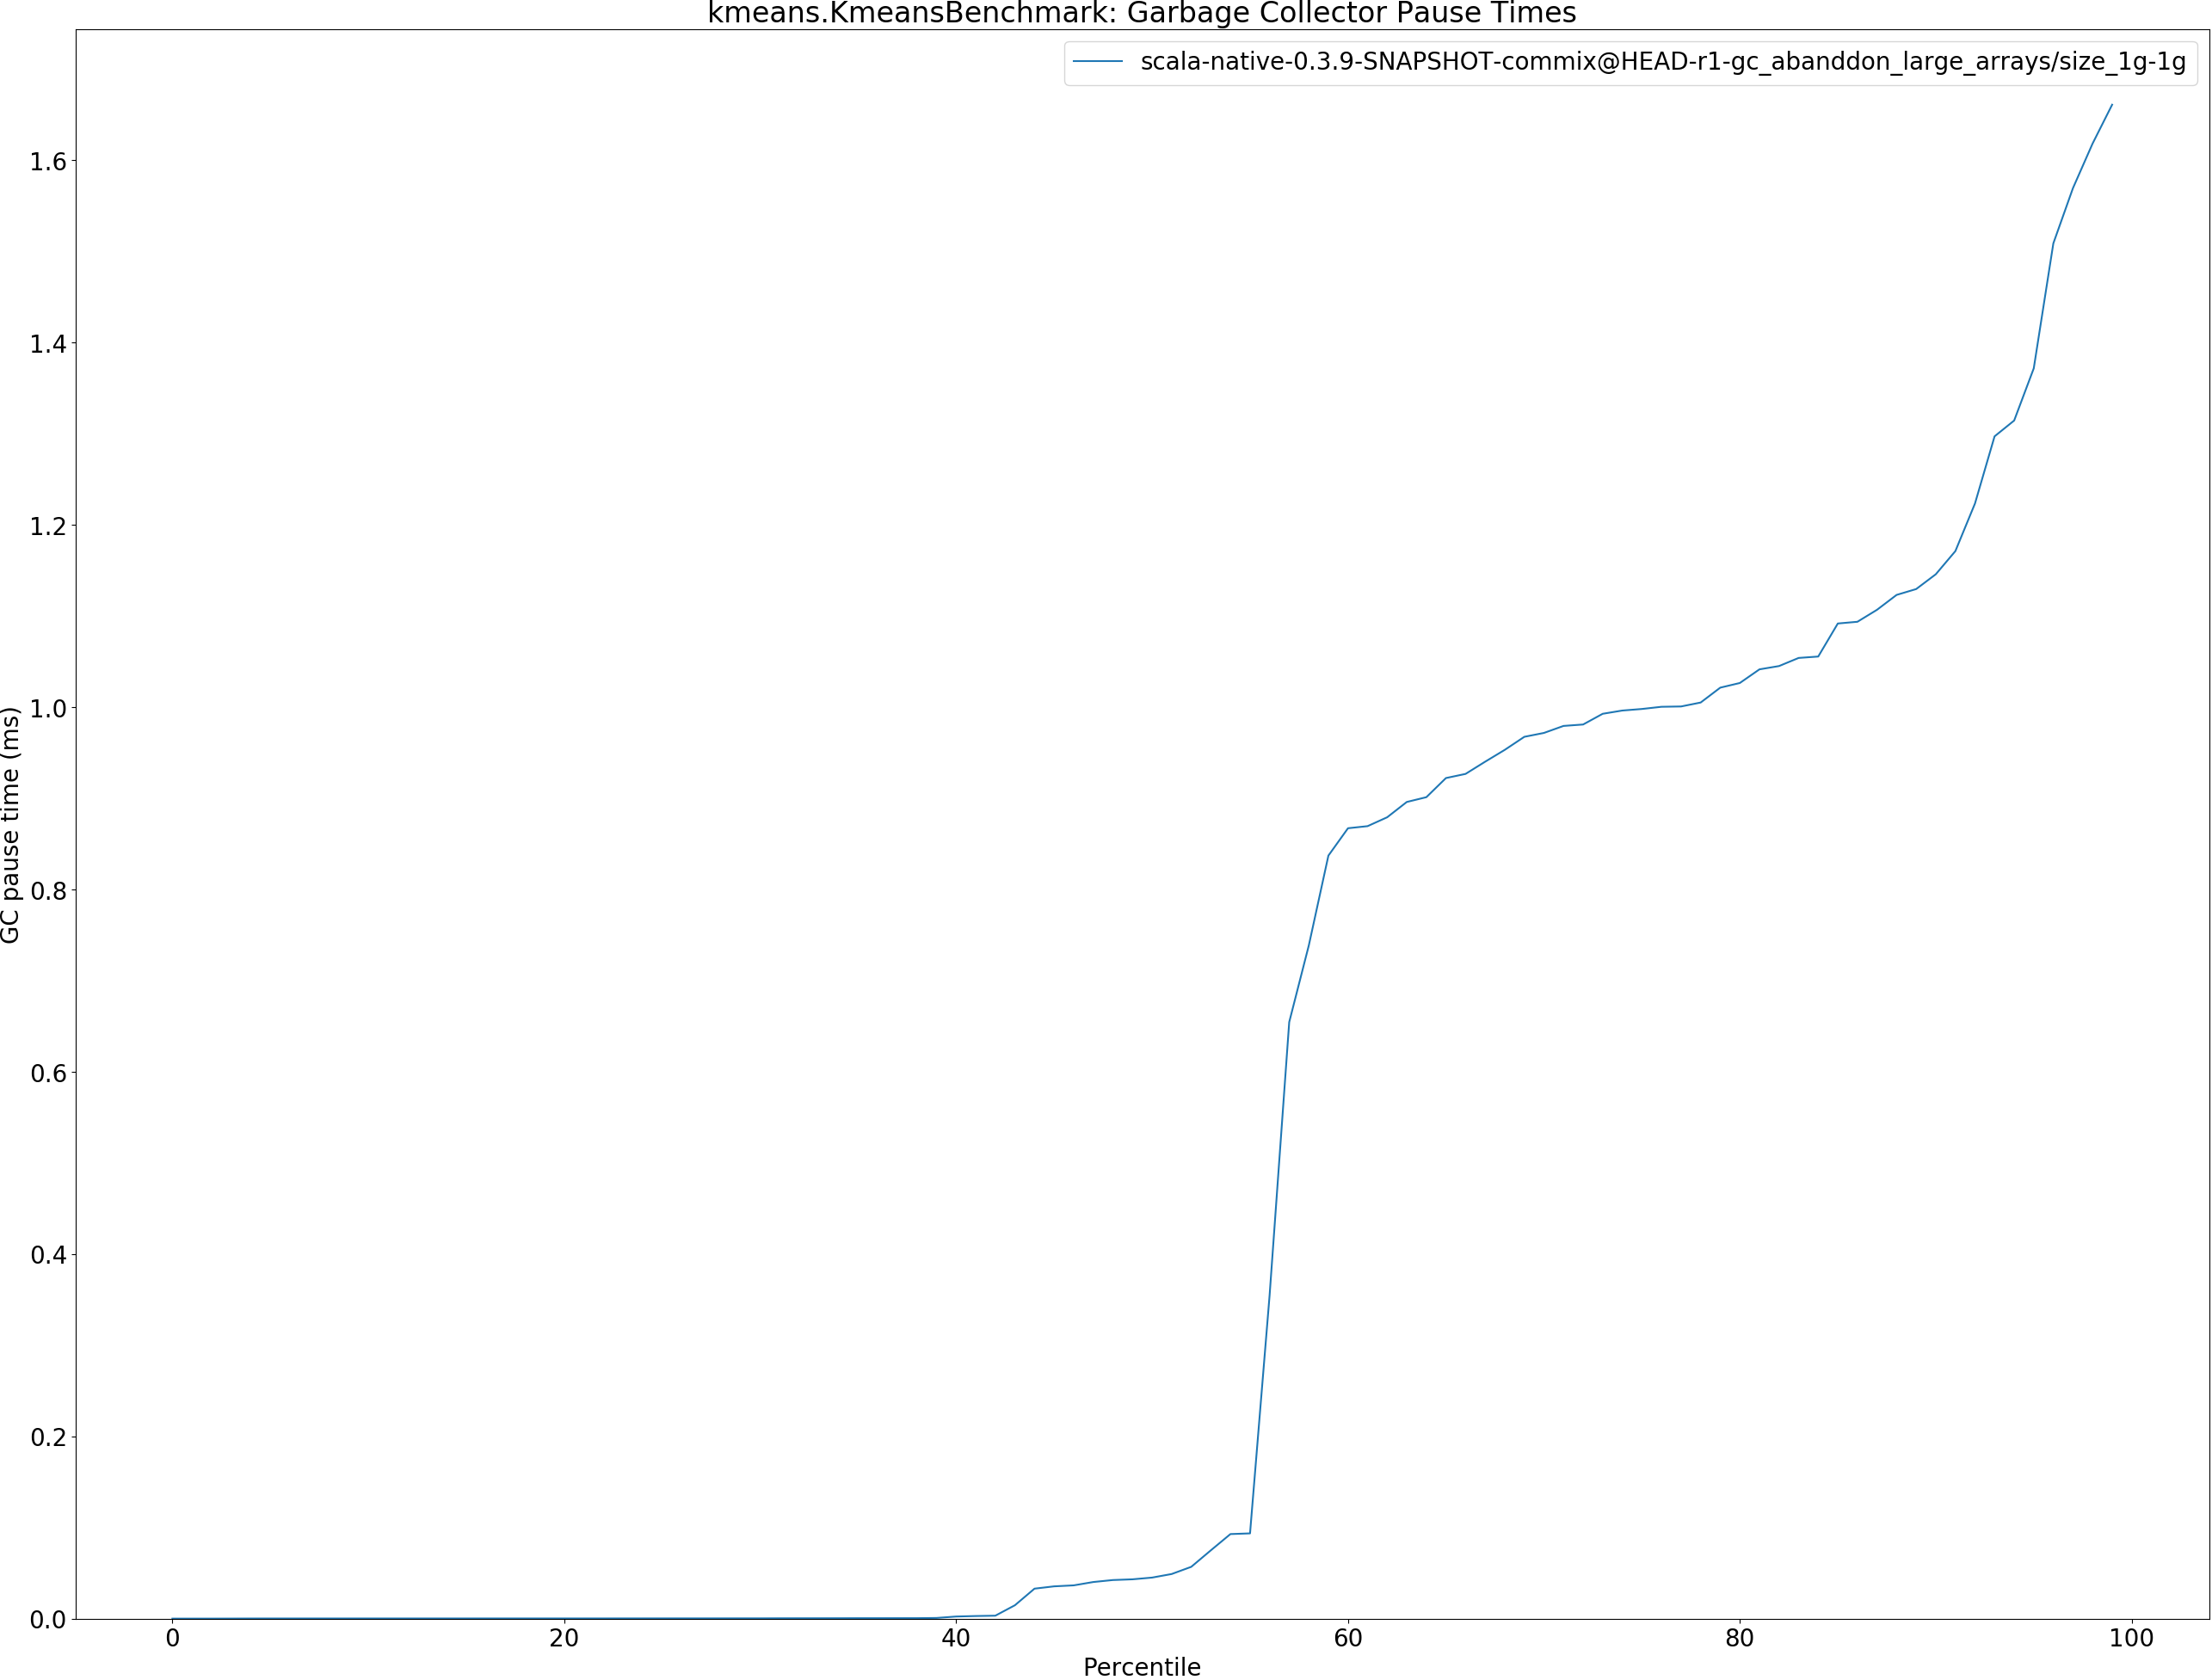 kmeans.KmeansBenchmark: Garbage Collector Pause Times
scala-native-0.3.9-SNAPSHOT-commix@HEAD-r1-gc_abanddon_large_arrays/size_1g-1g
GC pause time (ms)
1.6
1.4
1.2
1.0
0.8
0.6
0.4
0.2
0.0
0 20 40 60 80 100
Percentile